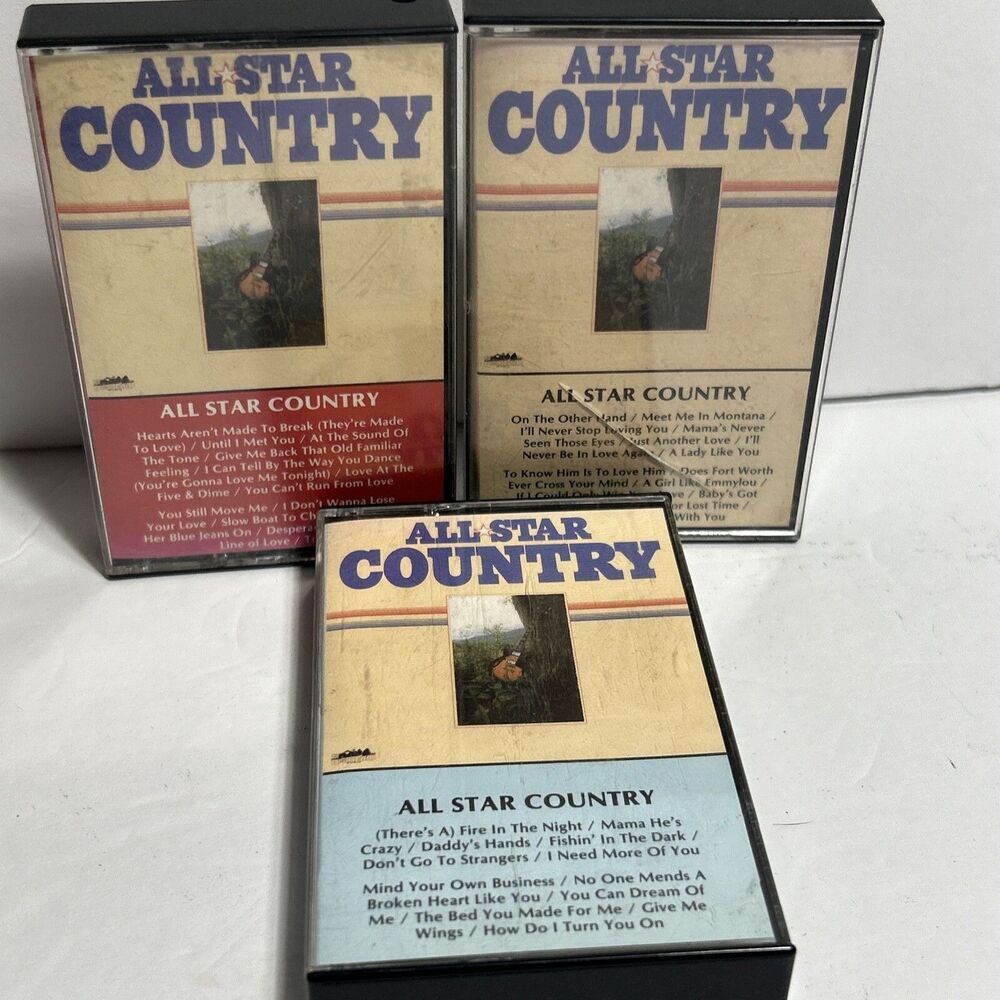 ALL STAR
COUNTRY
ALL STAR COUNTRY
Hearts Aren't Made To Break (They're Made
To Love) / Until I Met You / At The Sound Of
The Tone / Give Me Back That Old Familiar
Feeling / I Can Tell By The Way You Dance
(You're Gonna Love Me Tonight) / Love At The
Five & Dime / You Can't Run From Love
You Still Move Me / I Don't Wanna Lose
Your Love / Slow Boat To Ch
Her Blue Jeans On / Despera
Line of Love / T
ALL STAR
COUNTRY
ALL STAR COUNTRY
On The Other Hand / Meet Me In Montana /
I'll Never Stop Loving You / Mama's Never
Seen Those Eyes / Just Another Love / I'll
Never Be In Love Again / A Lady Like You
To Know Him Is To Love Him / Does Fort Worth
Ever Cross Your Mind / A Girl Like Emmylou /
If I Could Only Win You ve / Baby's Got
or Lost Time /
With You
ALL STAR
COUNTRY
ALL STAR COUNTRY
(There's A) Fire In The Night / Mama He's
Crazy / Daddy's Hands / Fishin' In The Dark /
Don't Go To Strangers / I Need More Of You
Mind Your Own Business / No One Mends A
Broken Heart Like You / You Can Dream Of
Me / The Bed You Made For Me / Give Me
Wings / How Do I Turn You On